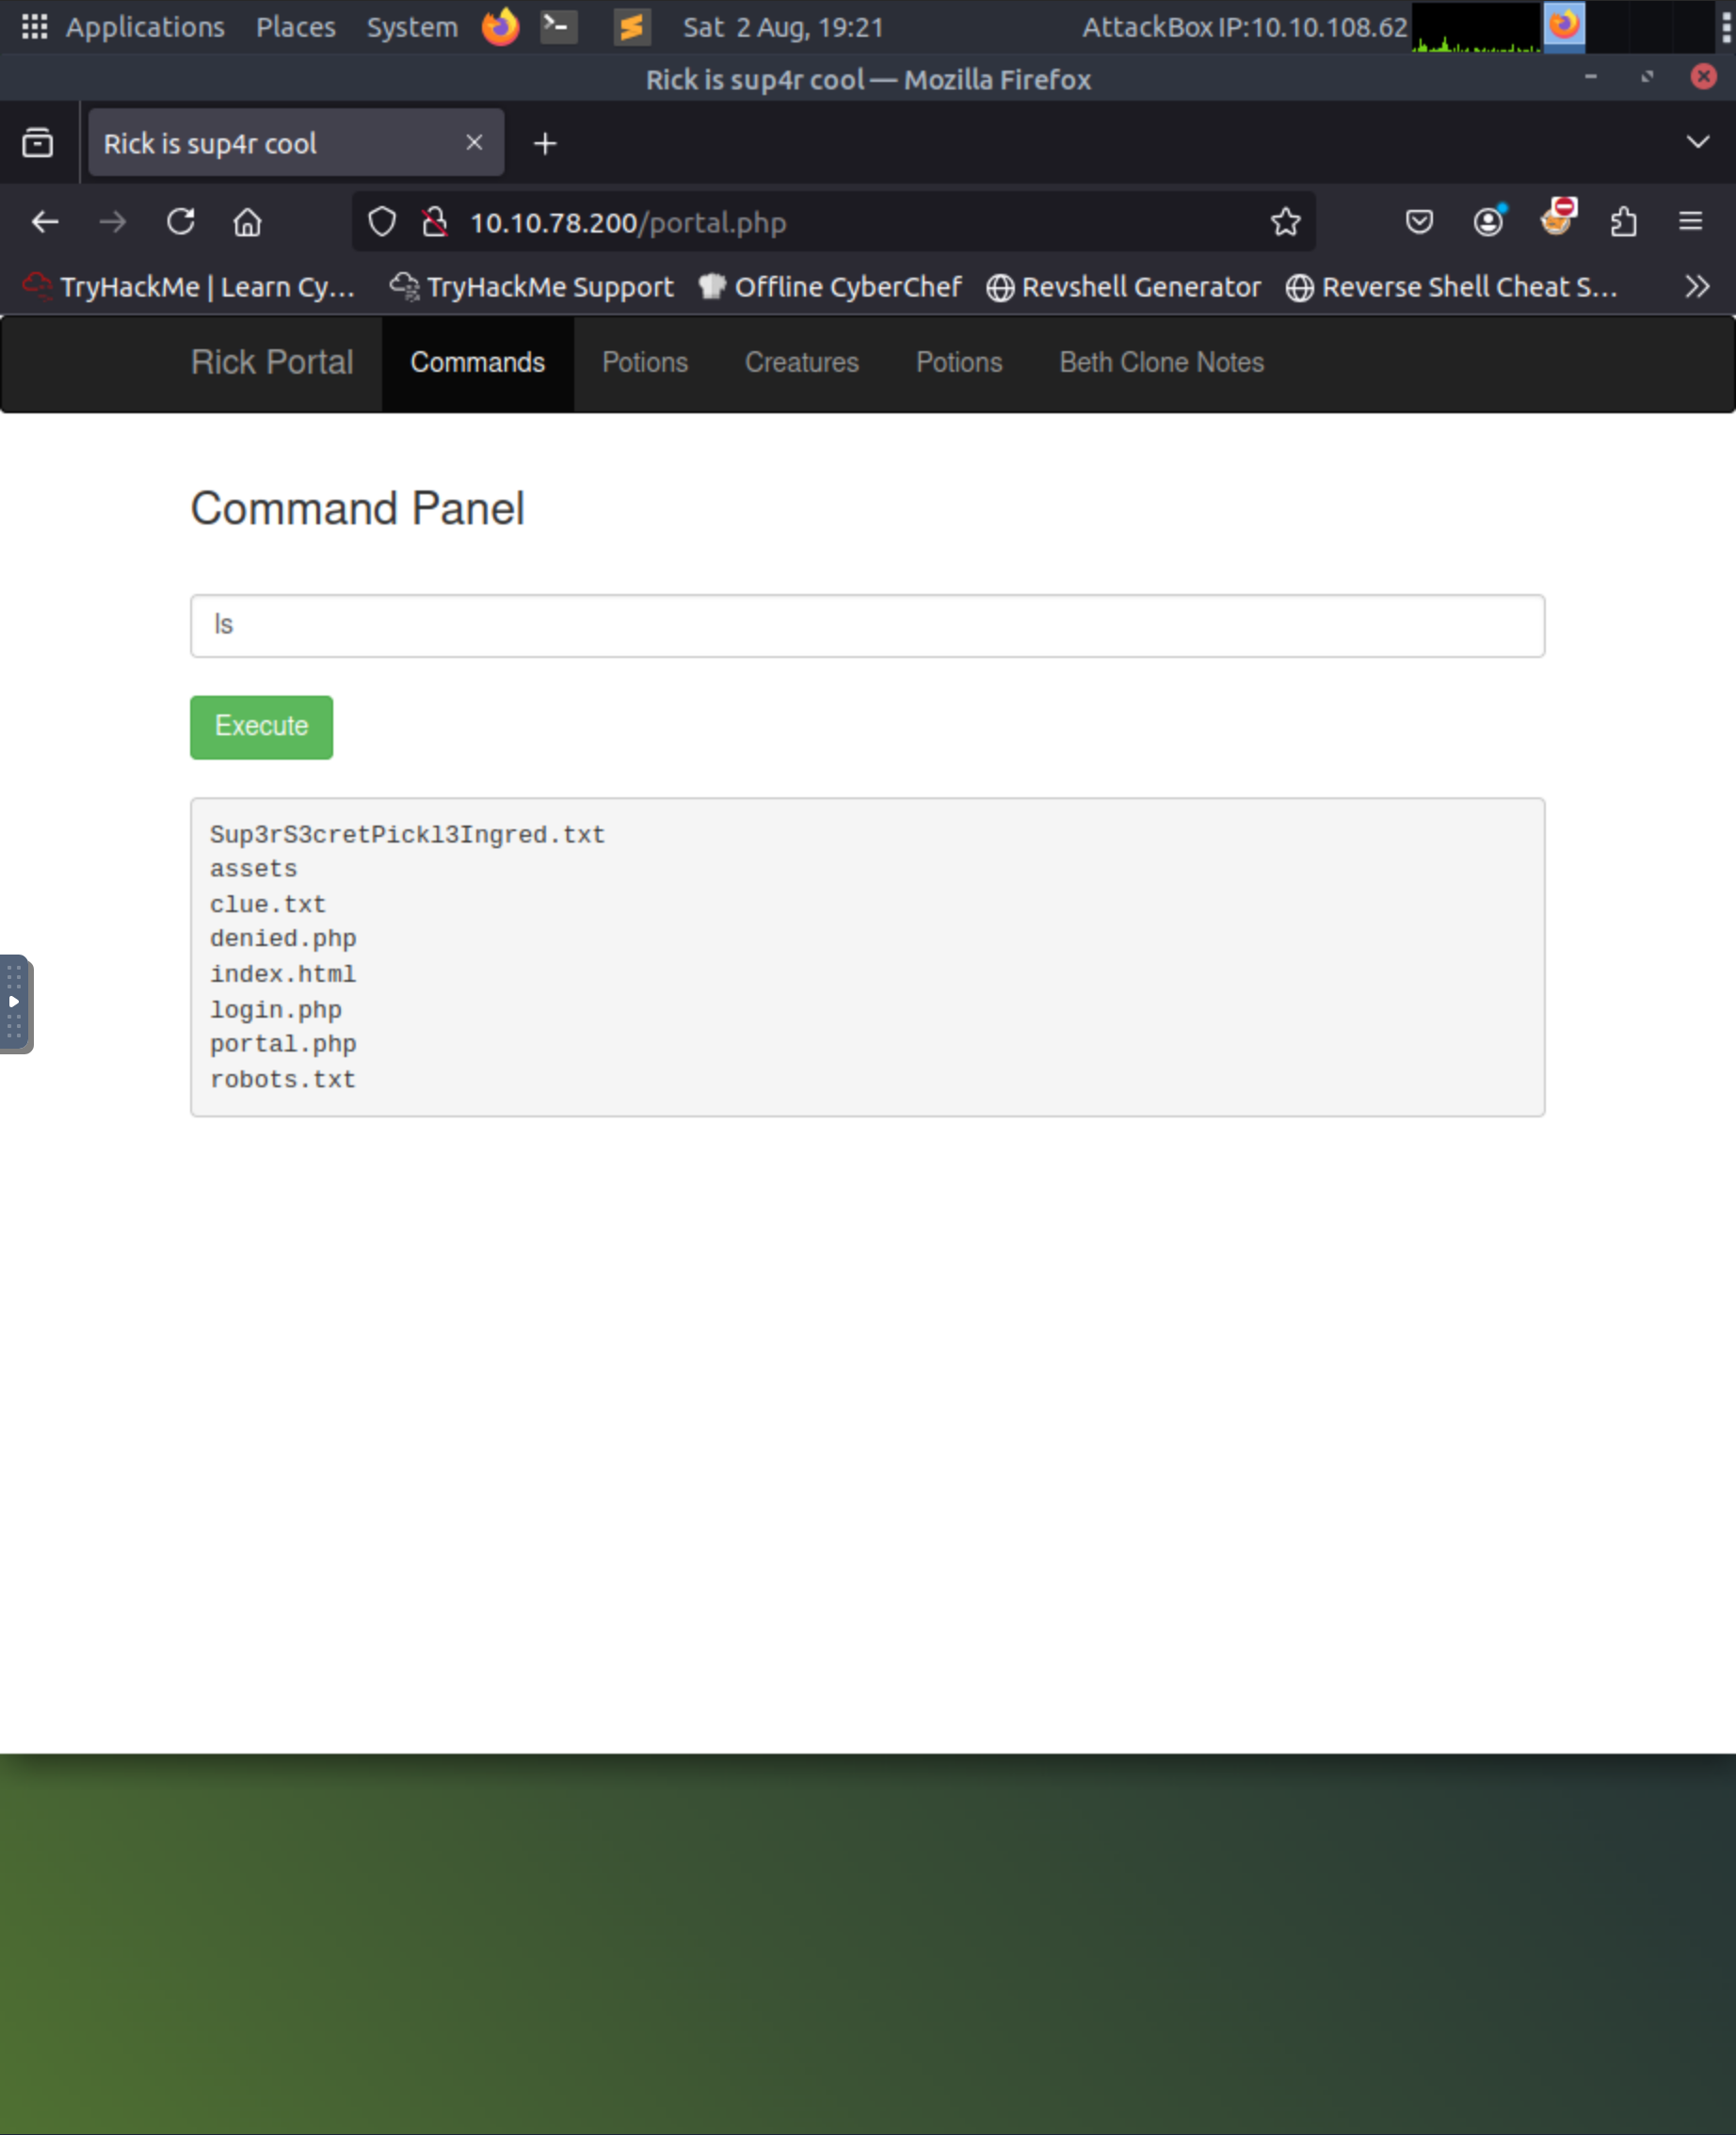 Applications Places System Sat 2 Aug, 19:21 AttackBox IP:10.10.108.62
Rick is sup4r cool — Mozilla Firefox
Rick is sup4r cool
10.10.78.200/portal.php
TryHackMe | Learn Cy... TryHackMe Support Offline CyberChef Revshell Generator Reverse Shell Cheat S...
Rick Portal Commands Potions Creatures Potions Beth Clone Notes
Command Panel
ls
Execute
Sup3rS3cretPickl3Ingred.txt
assets
clue.txt
denied.php
index.html
login.php
portal.php
robots.txt